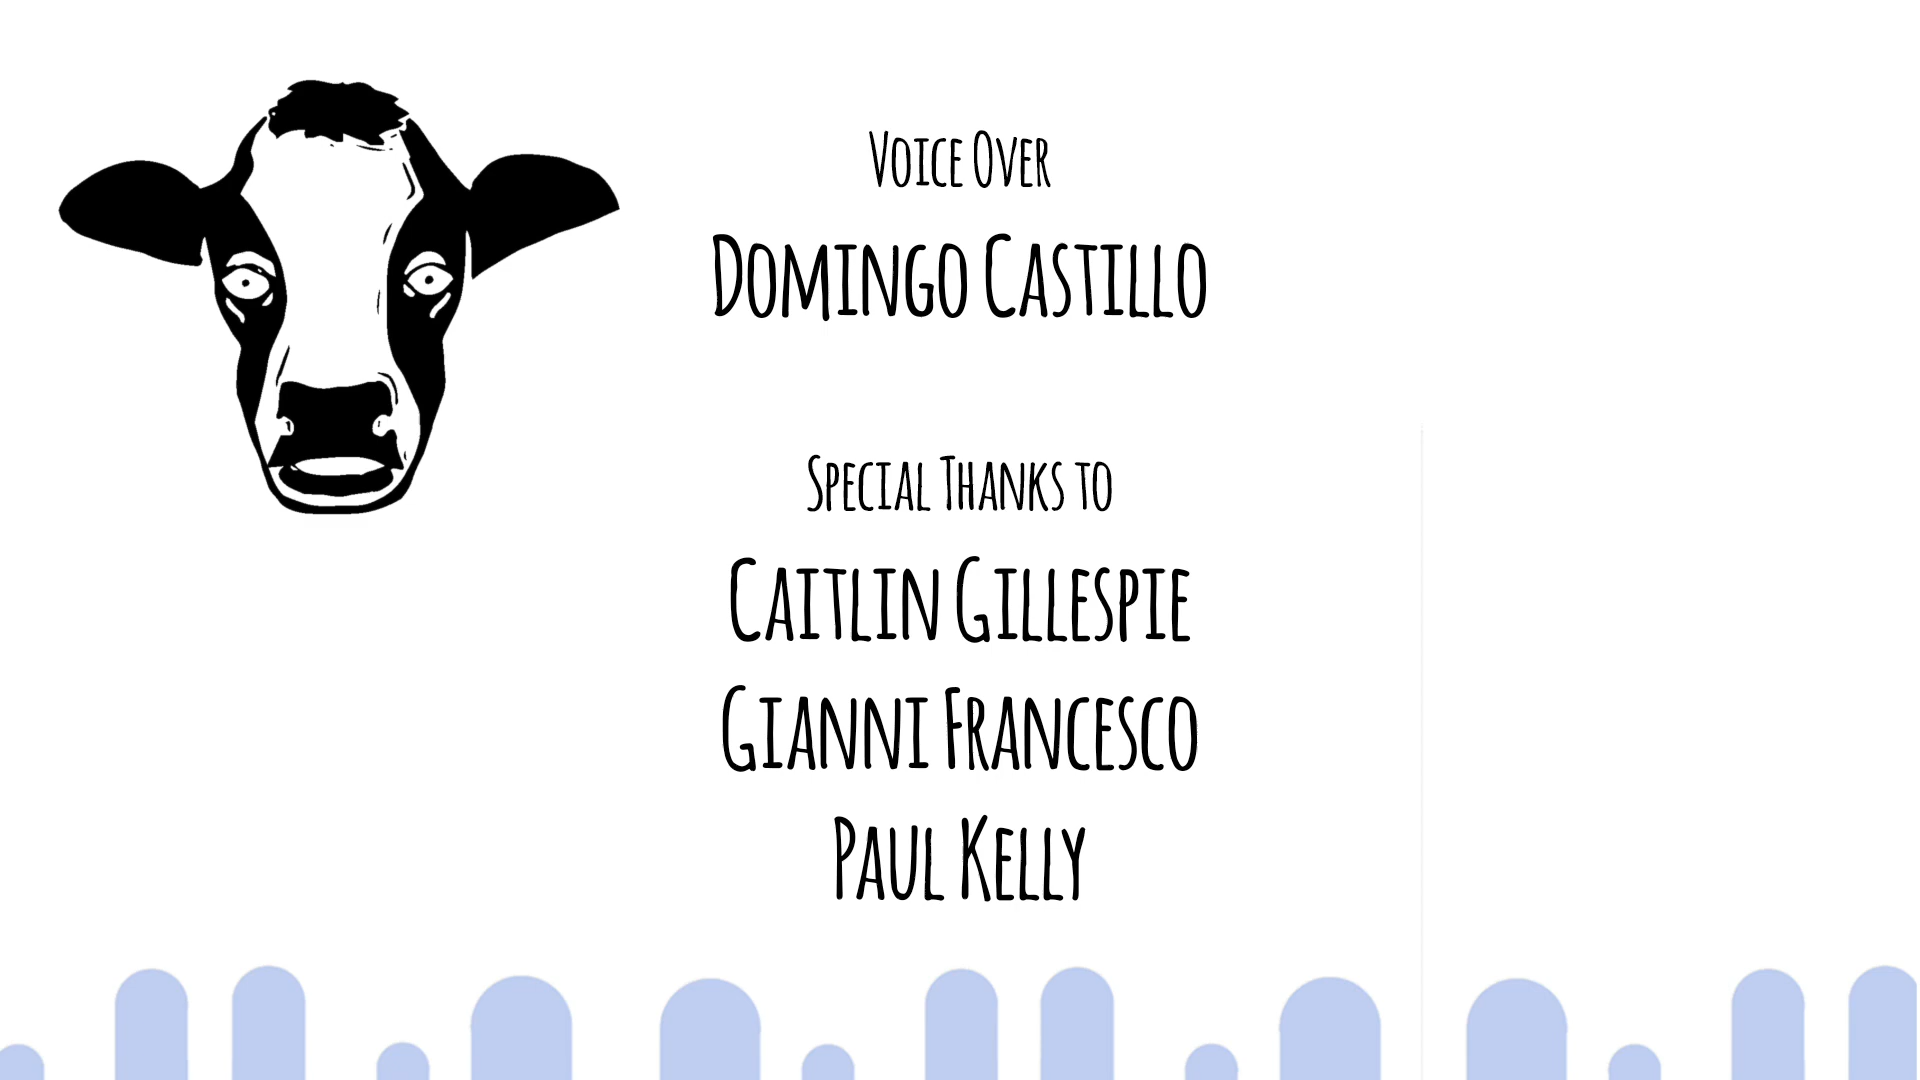 Voice Over
Domingo Castillo
Special Thanks to
Caitlin Gillespie
Gianni Francesco
Paul Kelly